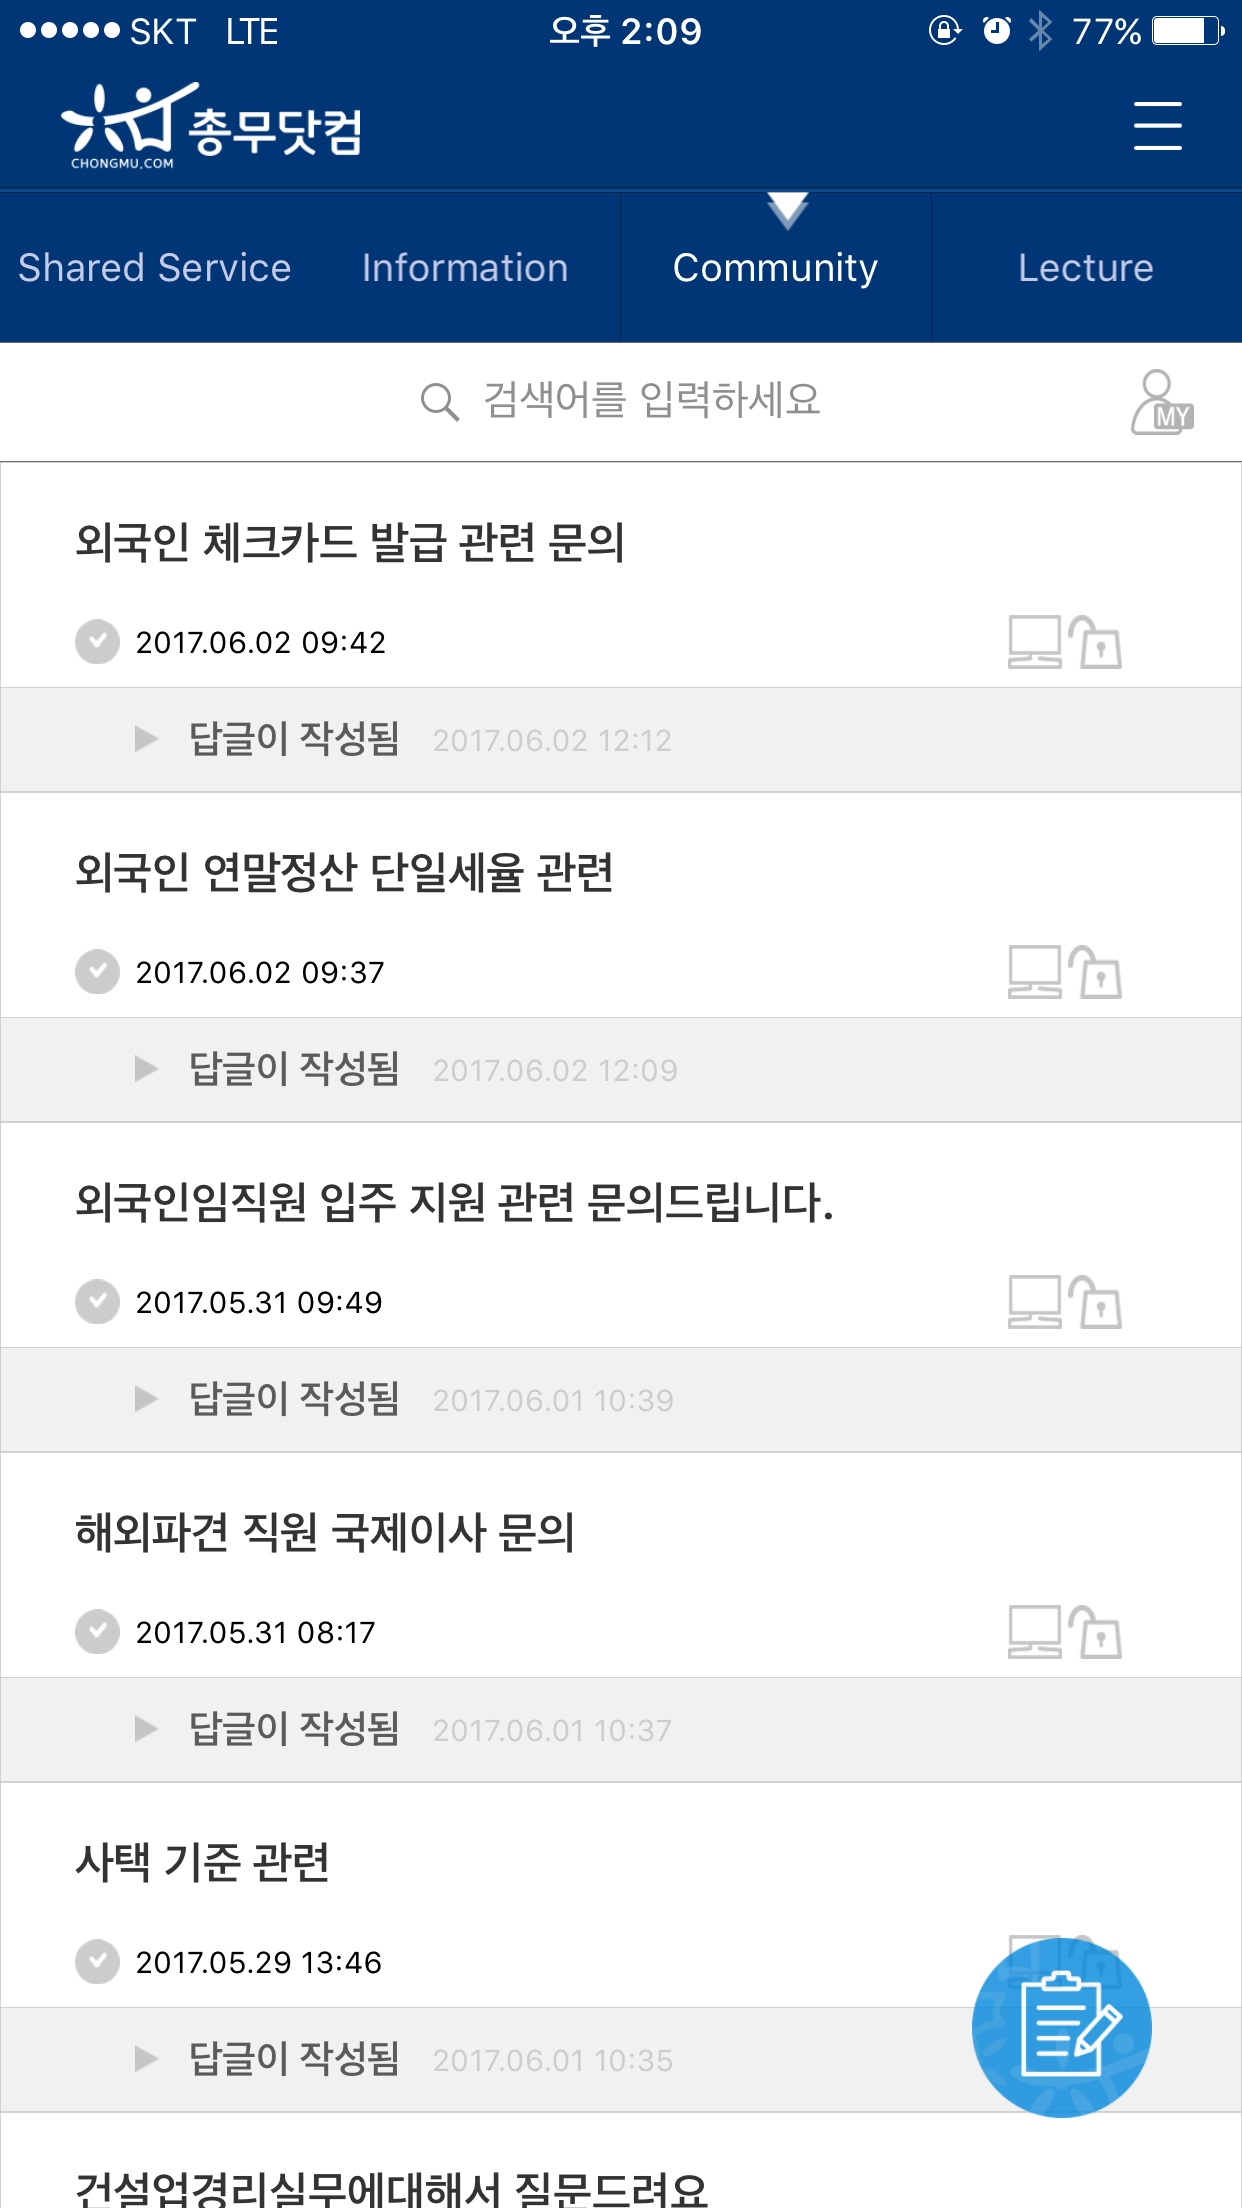 SKT LTE 오후 2:09 77%
총무닷컴
CHONGMU.COM
Shared Service Information Community Lecture
검색어를 입력하세요
MY
외국인 체크카드 발급 관련 문의
2017.06.02 09:42
답글이 작성됨 2017.06.02 12:12
외국인 연말정산 단일세율 관련
2017.06.02 09:37
답글이 작성됨 2017.06.02 12:09
외국인임직원 입주 지원 관련 문의드립니다.
2017.05.31 09:49
답글이 작성됨 2017.06.01 10:39
해외파견 직원 국제이사 문의
2017.05.31 08:17
답글이 작성됨 2017.06.01 10:37
사택 기준 관련
2017.05.29 13:46
답글이 작성됨 2017.06.01 10:35
건설업경리실무에대해서 질문드려요